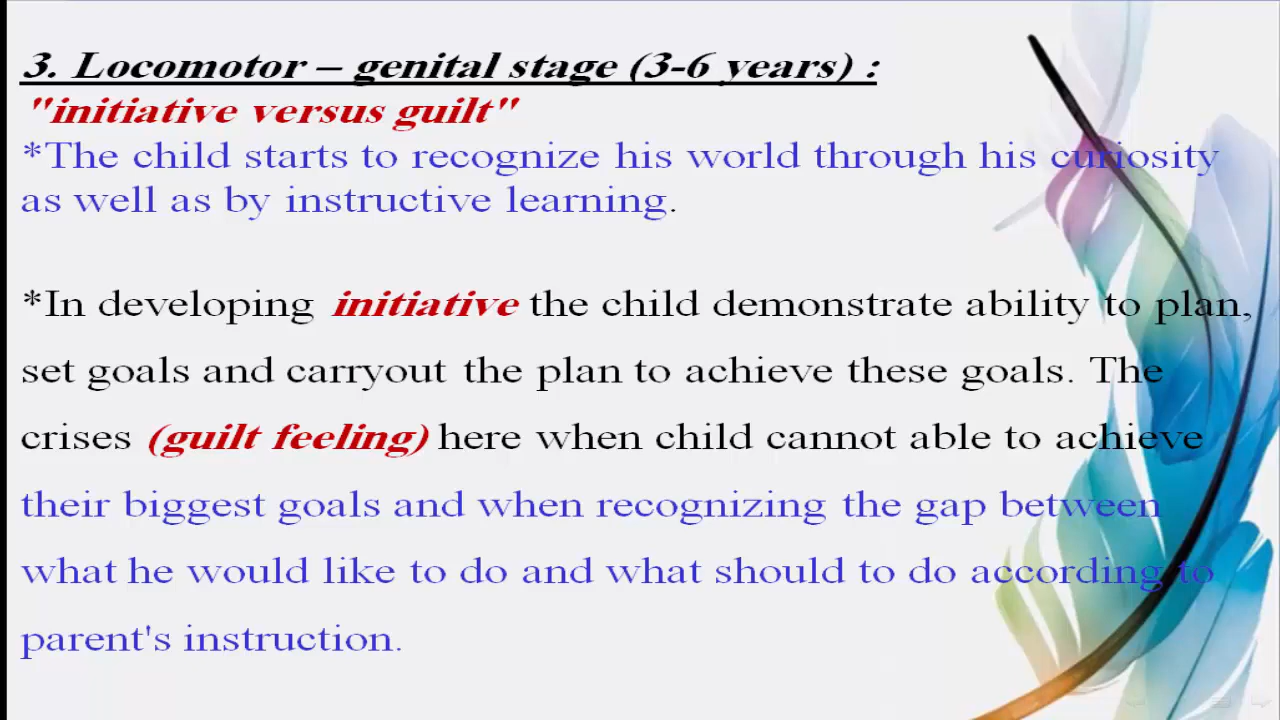 3. Locomotor – genital stage (3-6 years) :
"initiative versus guilt"
*The child starts to recognize his world through his curiosity
as well as by instructive learning.
*In developing initiative the child demonstrate ability to plan,
set goals and carryout the plan to achieve these goals. The
crises (guilt feeling) here when child cannot able to achieve
their biggest goals and when recognizing the gap between
what he would like to do and what should to do according to
parent's instruction.